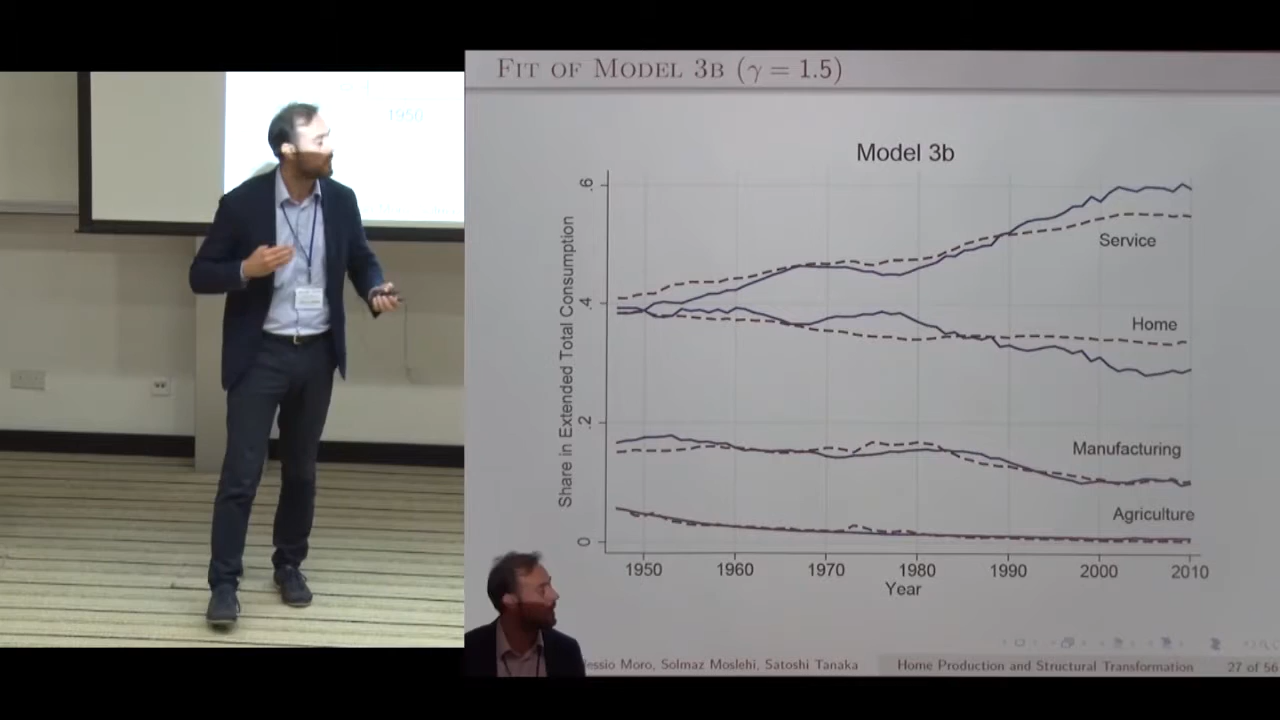 1956
FIT OF MODEL 3B (γ = 1.5)
Model 3b
Share in Extended Total Consumption
.6
.4
.2
0
Service
Home
Manufacturing
Agriculture
1950 1960 1970 1980 1990 2000 2010
Year
lessio Moro, Solmaz Moslehi, Satoshi Tanaka Home Production and Structural Transformation 27 of 56